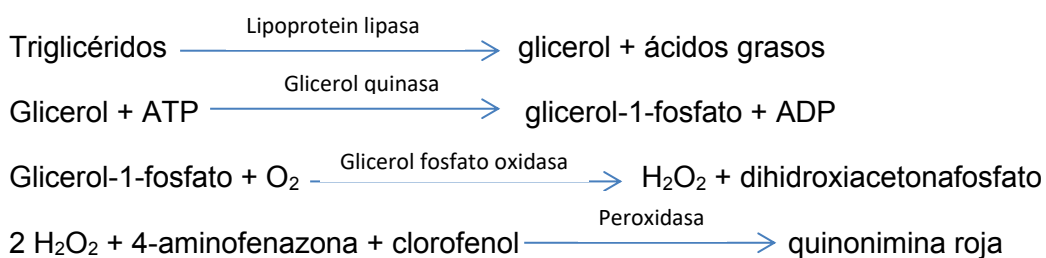 Lipoprotein lipasa
Triglicéridos glicerol + ácidos grasos
Glicerol quinasa
Glicerol + ATP glicerol-1-fosfato + ADP
Glicerol fosfato oxidasa
Glicerol-1-fosfato + O₂ H₂O₂ + dihidroxiacetonafosfato
Peroxidasa
2 H₂O₂ + 4-aminofenazona + clorofenol quinonimina roja